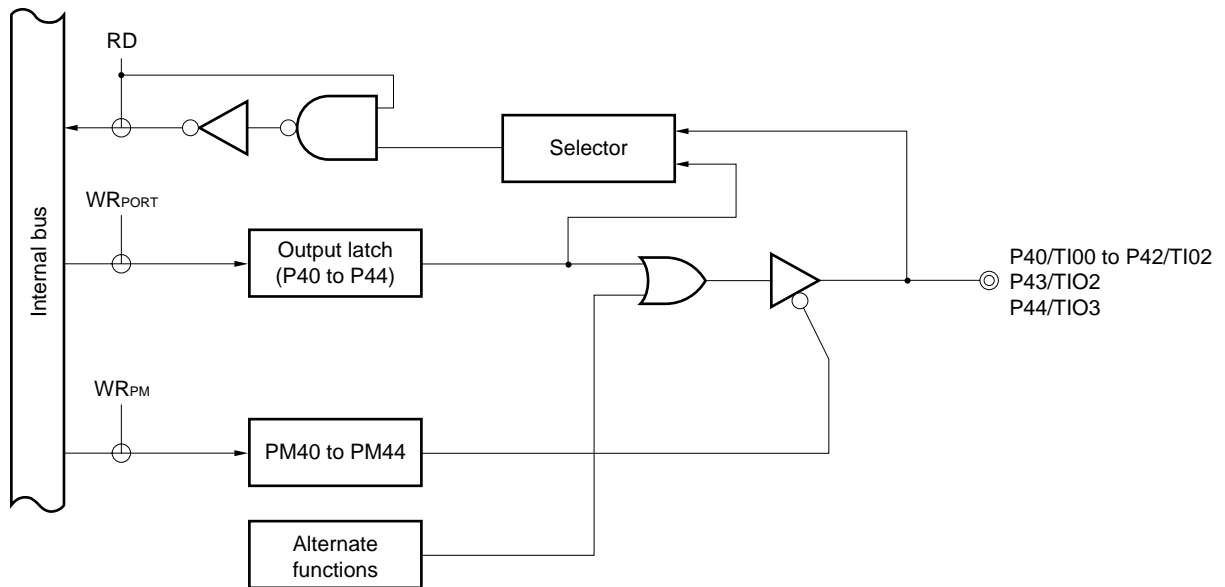 RD
Selector
WRPORT
Internal bus
Output latch
(P40 to P44)
P40/TI00 to P42/TI02
P43/TIO2
P44/TIO3
WRPM
PM40 to PM44
Alternate
functions